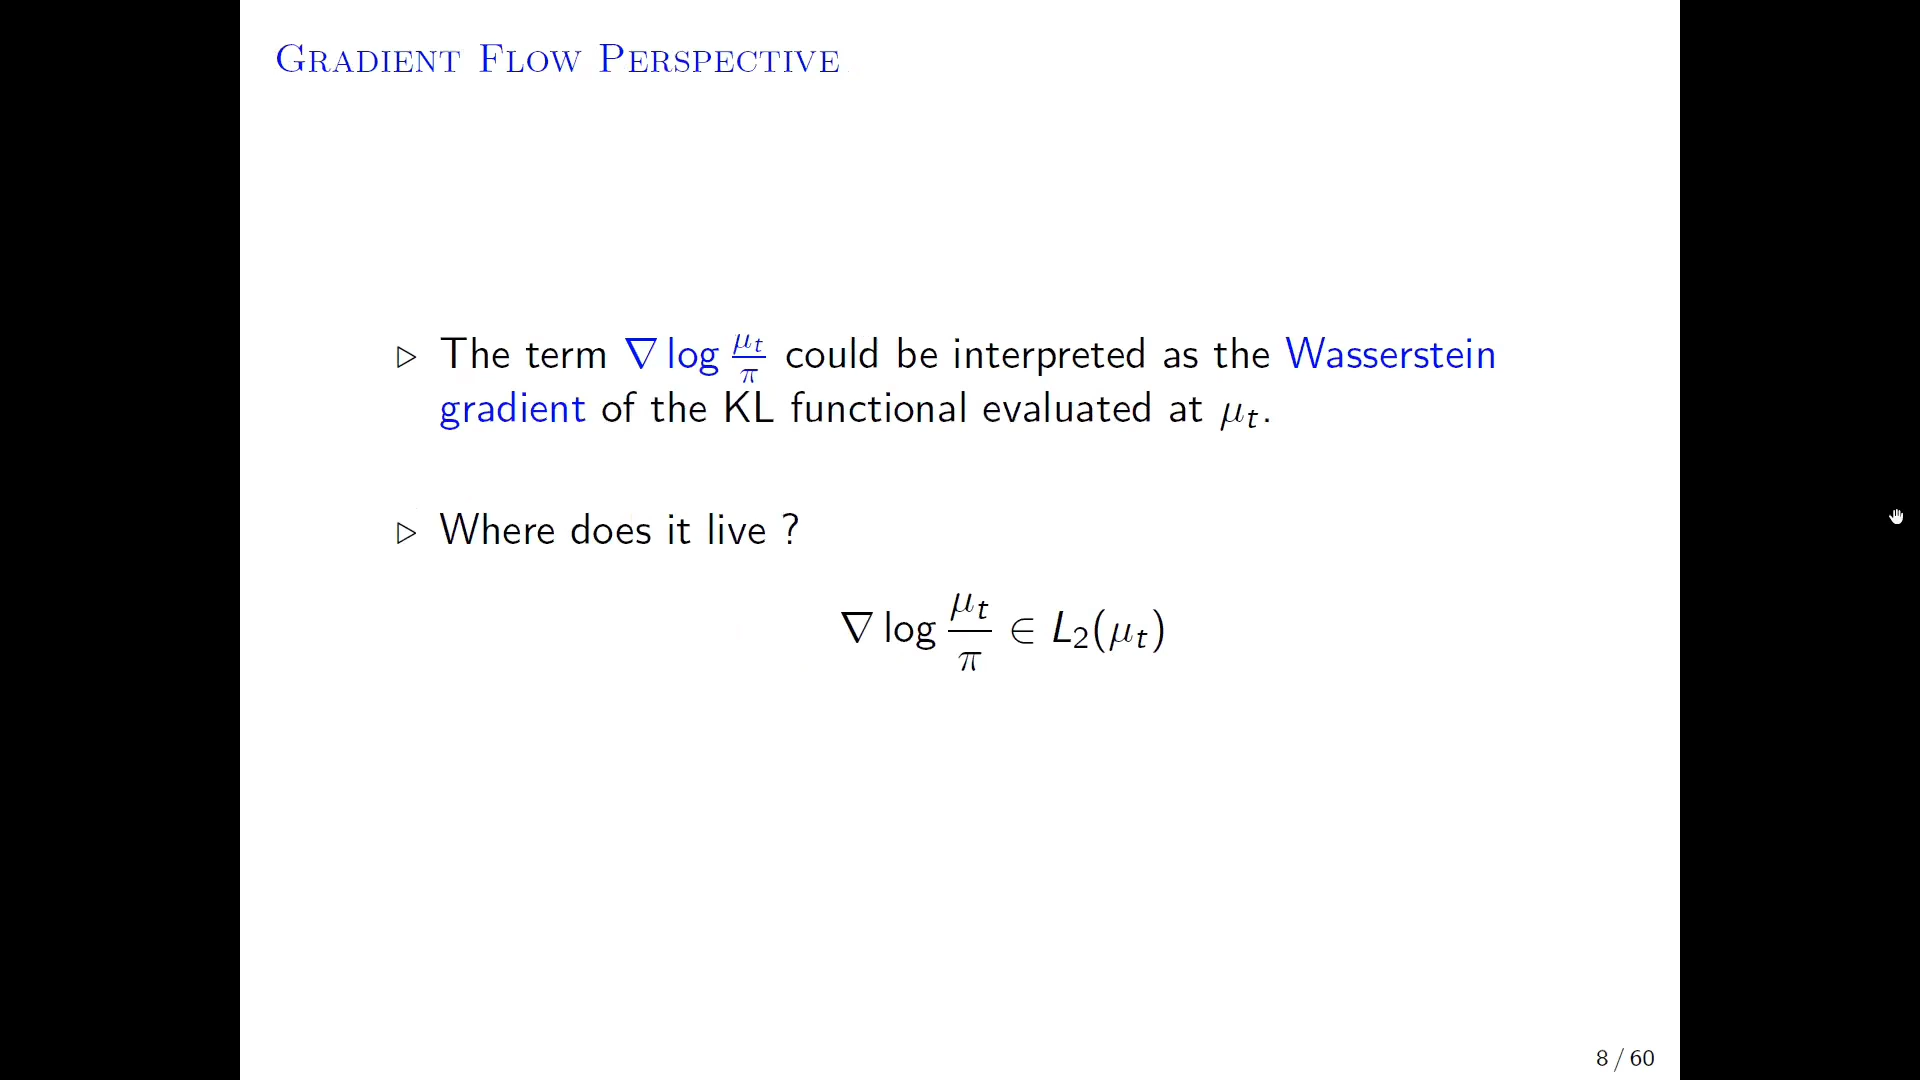 Gradient Flow Perspective
▷ The term ∇ log μₜ/π could be interpreted as the Wasserstein
gradient of the KL functional evaluated at μₜ.
▷ Where does it live ?
∇ log μₜ/π ∈ L₂(μₜ)
8 / 60